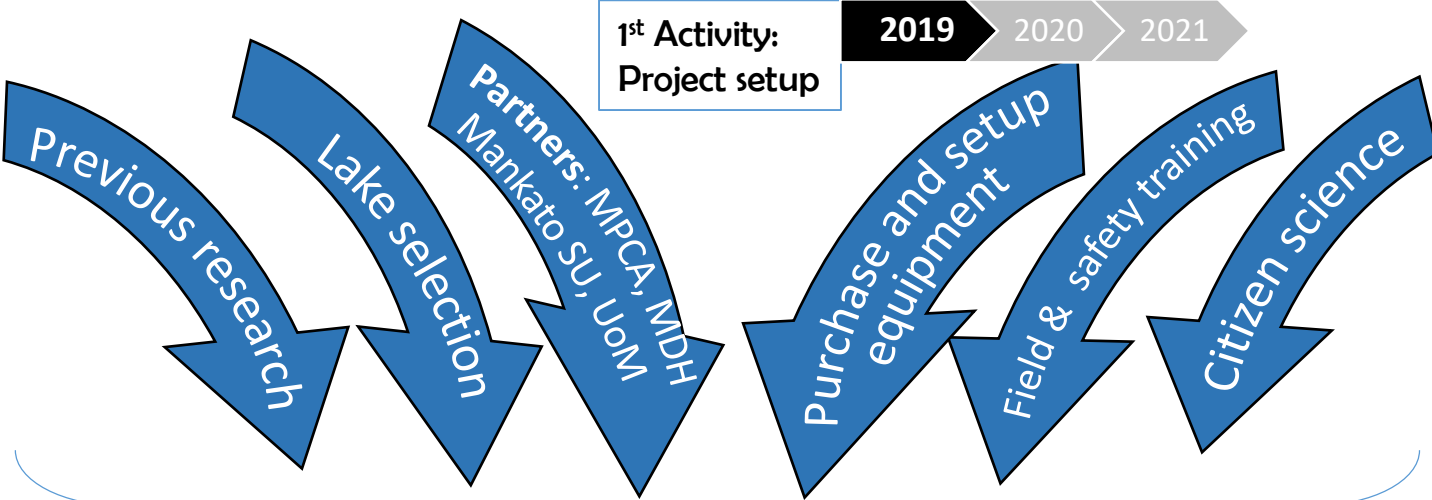 1st Activity:
Project setup
2019
2020
2021
Previous research
Lake selection
Partners: MPCA, MDH
Mankato SU, UoM
Purchase and setup
equipment
Field & safety training
Citizen science